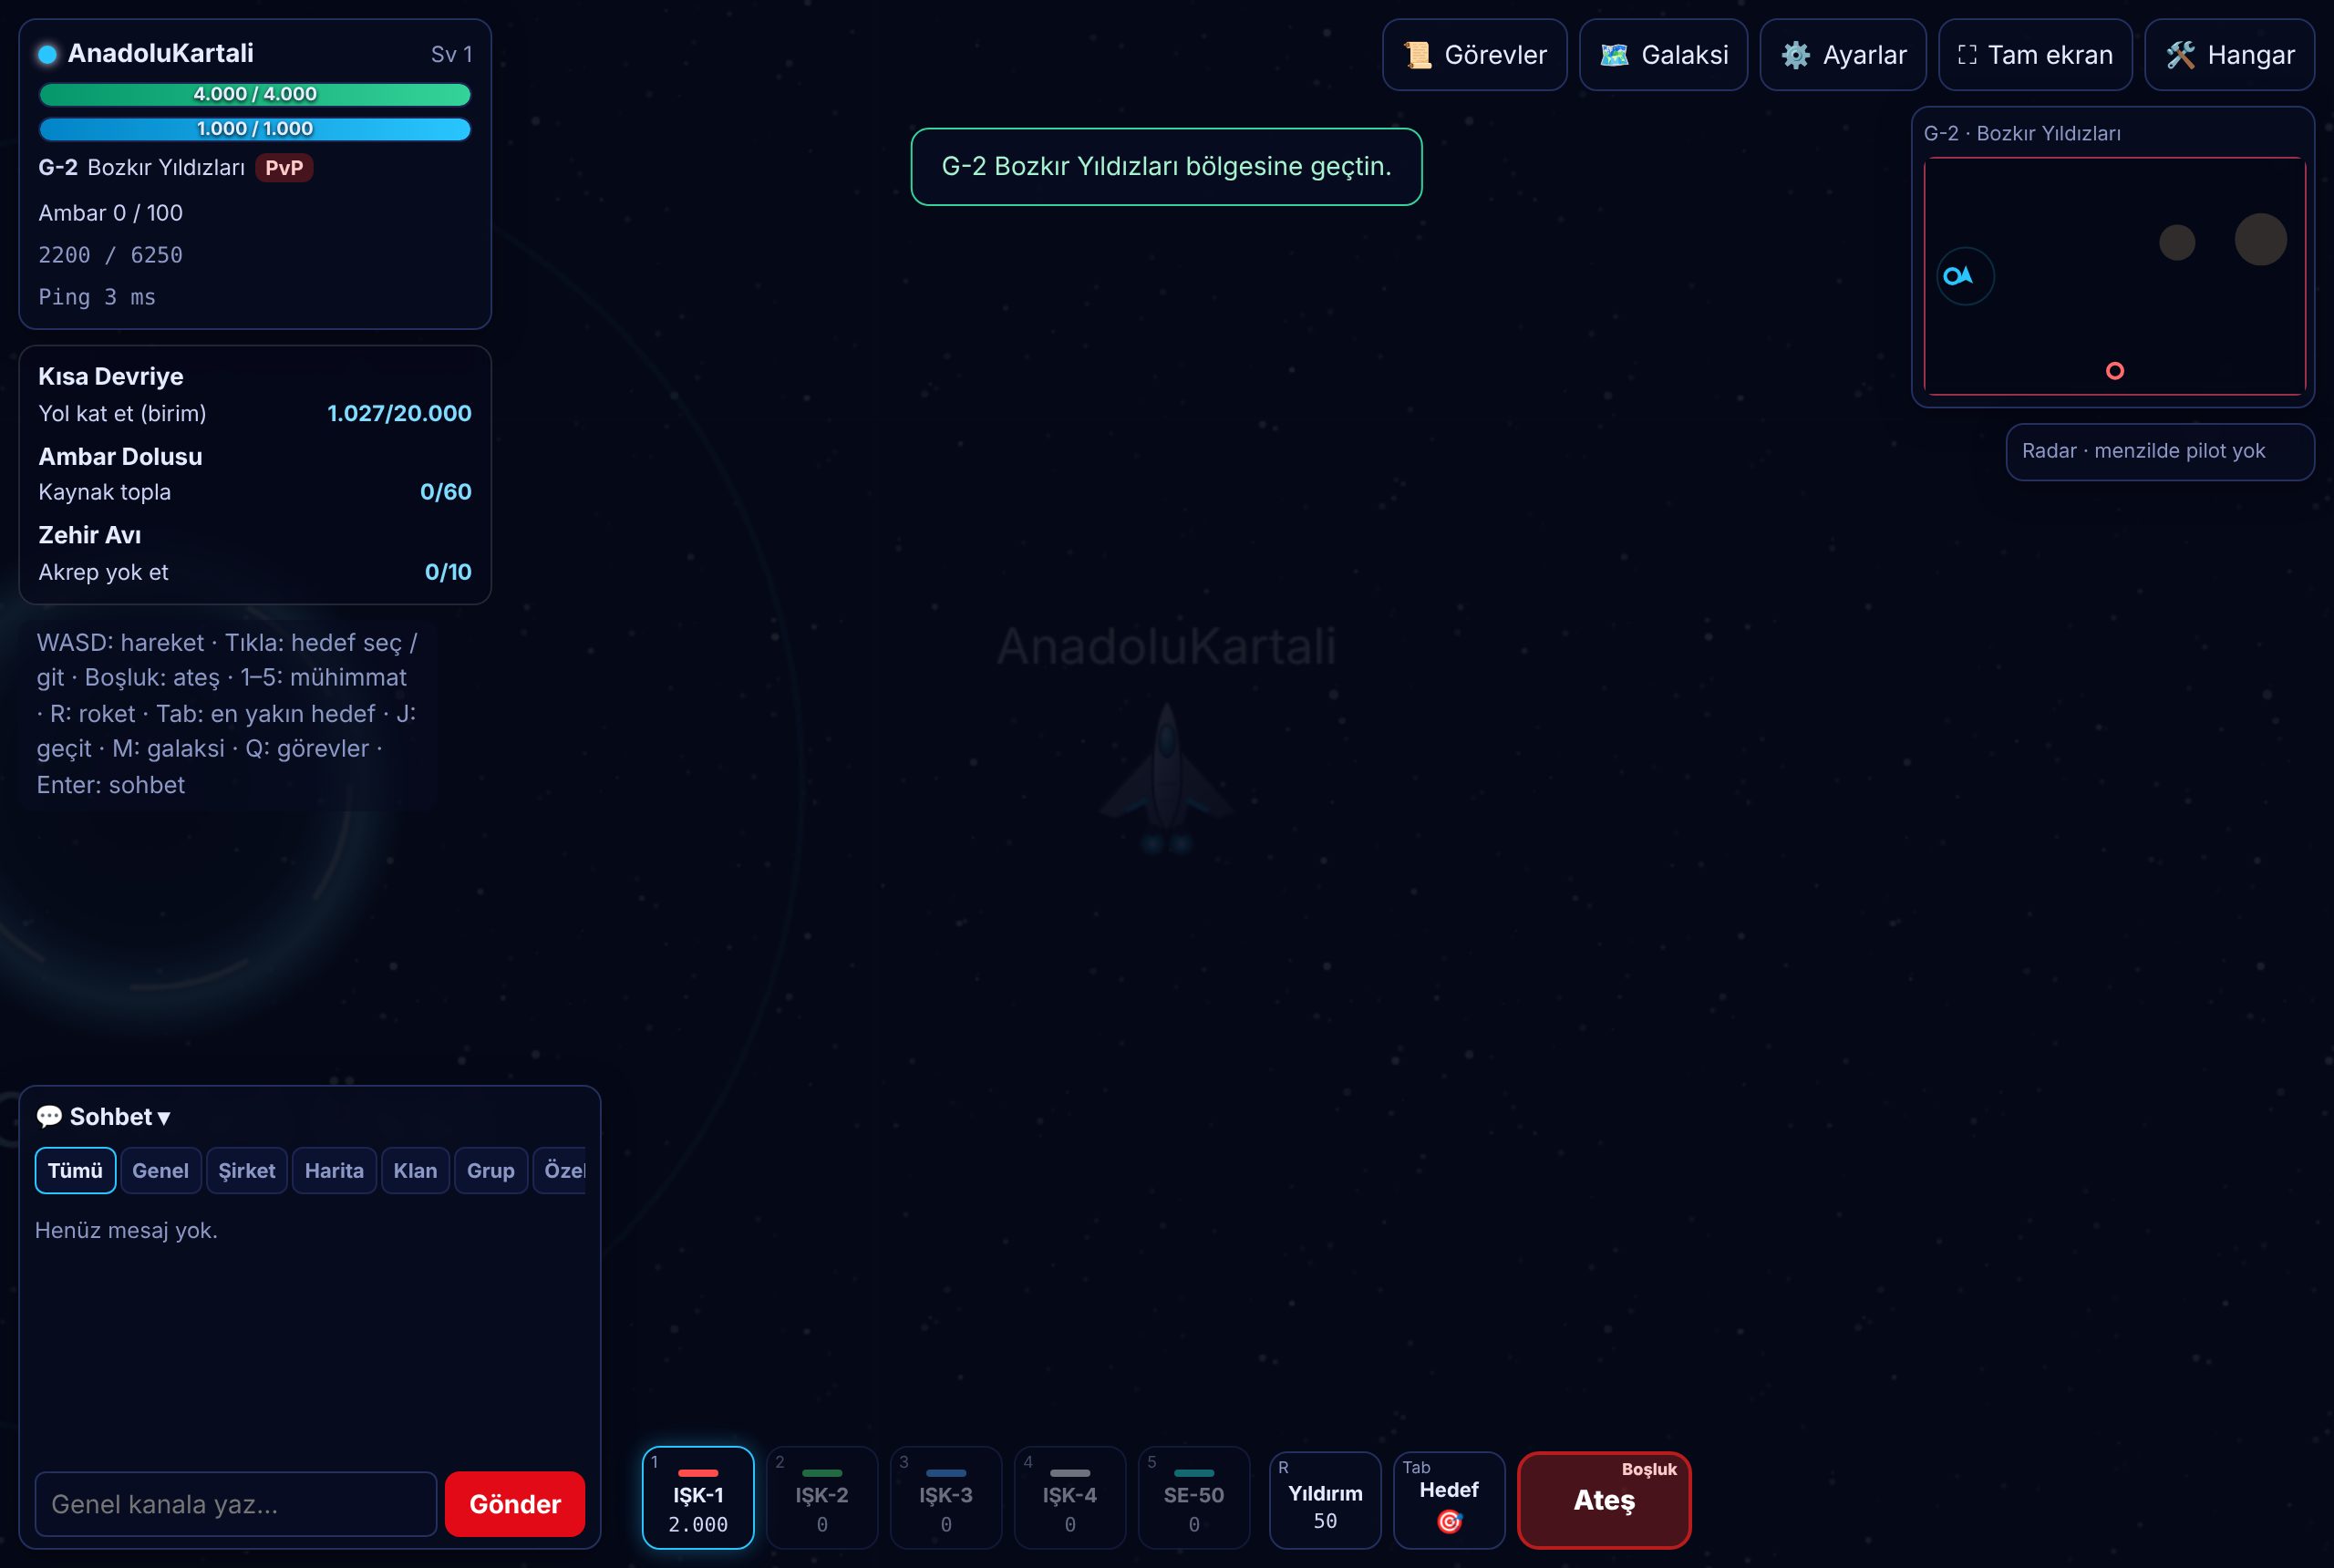 AnadoluKartali
Sv 1
4.000 / 4.000
1.000 / 1.000
G-2 Bozkır Yıldızları PvP
Ambar 0 / 100
2200 / 6250
Ping 3 ms
Kısa Devriye
Yol kat et (birim) 1.027/20.000
Ambar Dolusu
Kaynak topla 0/60
Zehir Avı
Akrep yok et 0/10
WASD: hareket · Tıkla: hedef seç /
git · Boşluk: ateş · 1–5: mühimmat
· R: roket · Tab: en yakın hedef · J:
geçit · M: galaksi · Q: görevler ·
Enter: sohbet
Görevler
Galaksi
Ayarlar
Tam ekran
Hangar
G-2 Bozkır Yıldızları bölgesine geçtin.
G-2 · Bozkır Yıldızları
Radar · menzilde pilot yok
AnadoluKartali
Sohbet ▾
Tümü Genel Şirket Harita Klan Grup Özel
Henüz mesaj yok.
Genel kanala yaz...
Gönder
1 IŞK-1 2.000
2 IŞK-2 0
3 IŞK-3 0
4 IŞK-4 0
5 SE-50 0
R Yıldırım 50
Tab Hedef
Boşluk Ateş